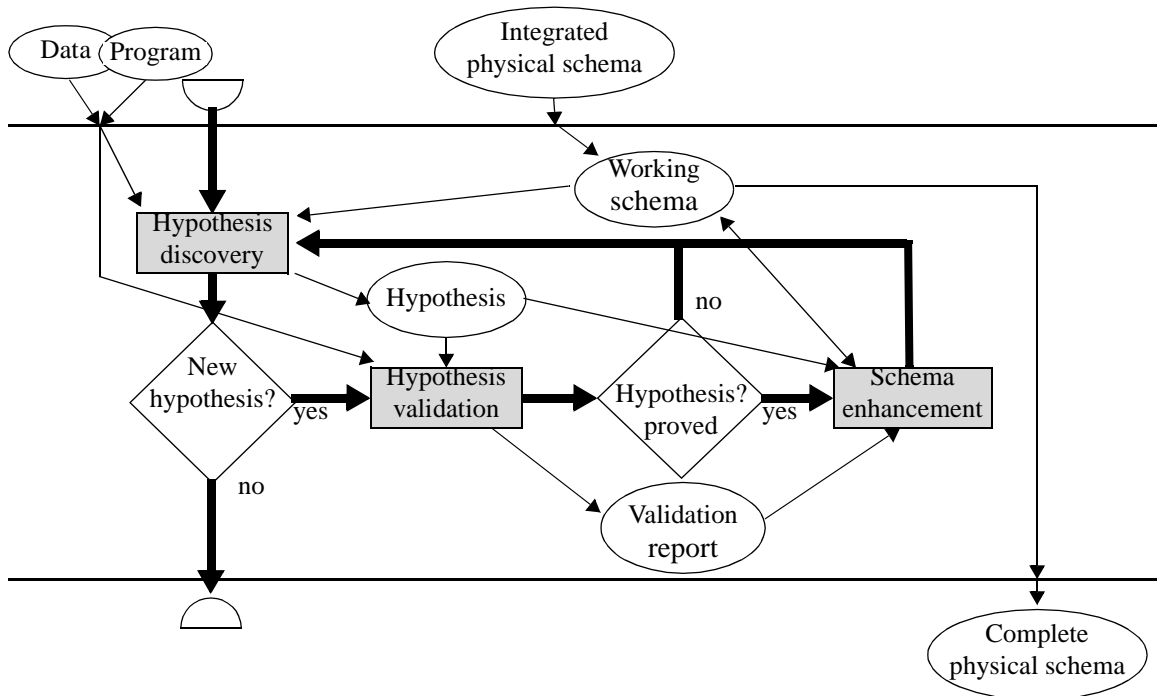 Data
Program
Integrated
physical schema
Working
schema
Hypothesis
discovery
Hypothesis
no
New
hypothesis?
yes
Hypothesis
validation
Hypothesis?
proved
yes
Schema
enhancement
no
Validation
report
Complete
physical schema